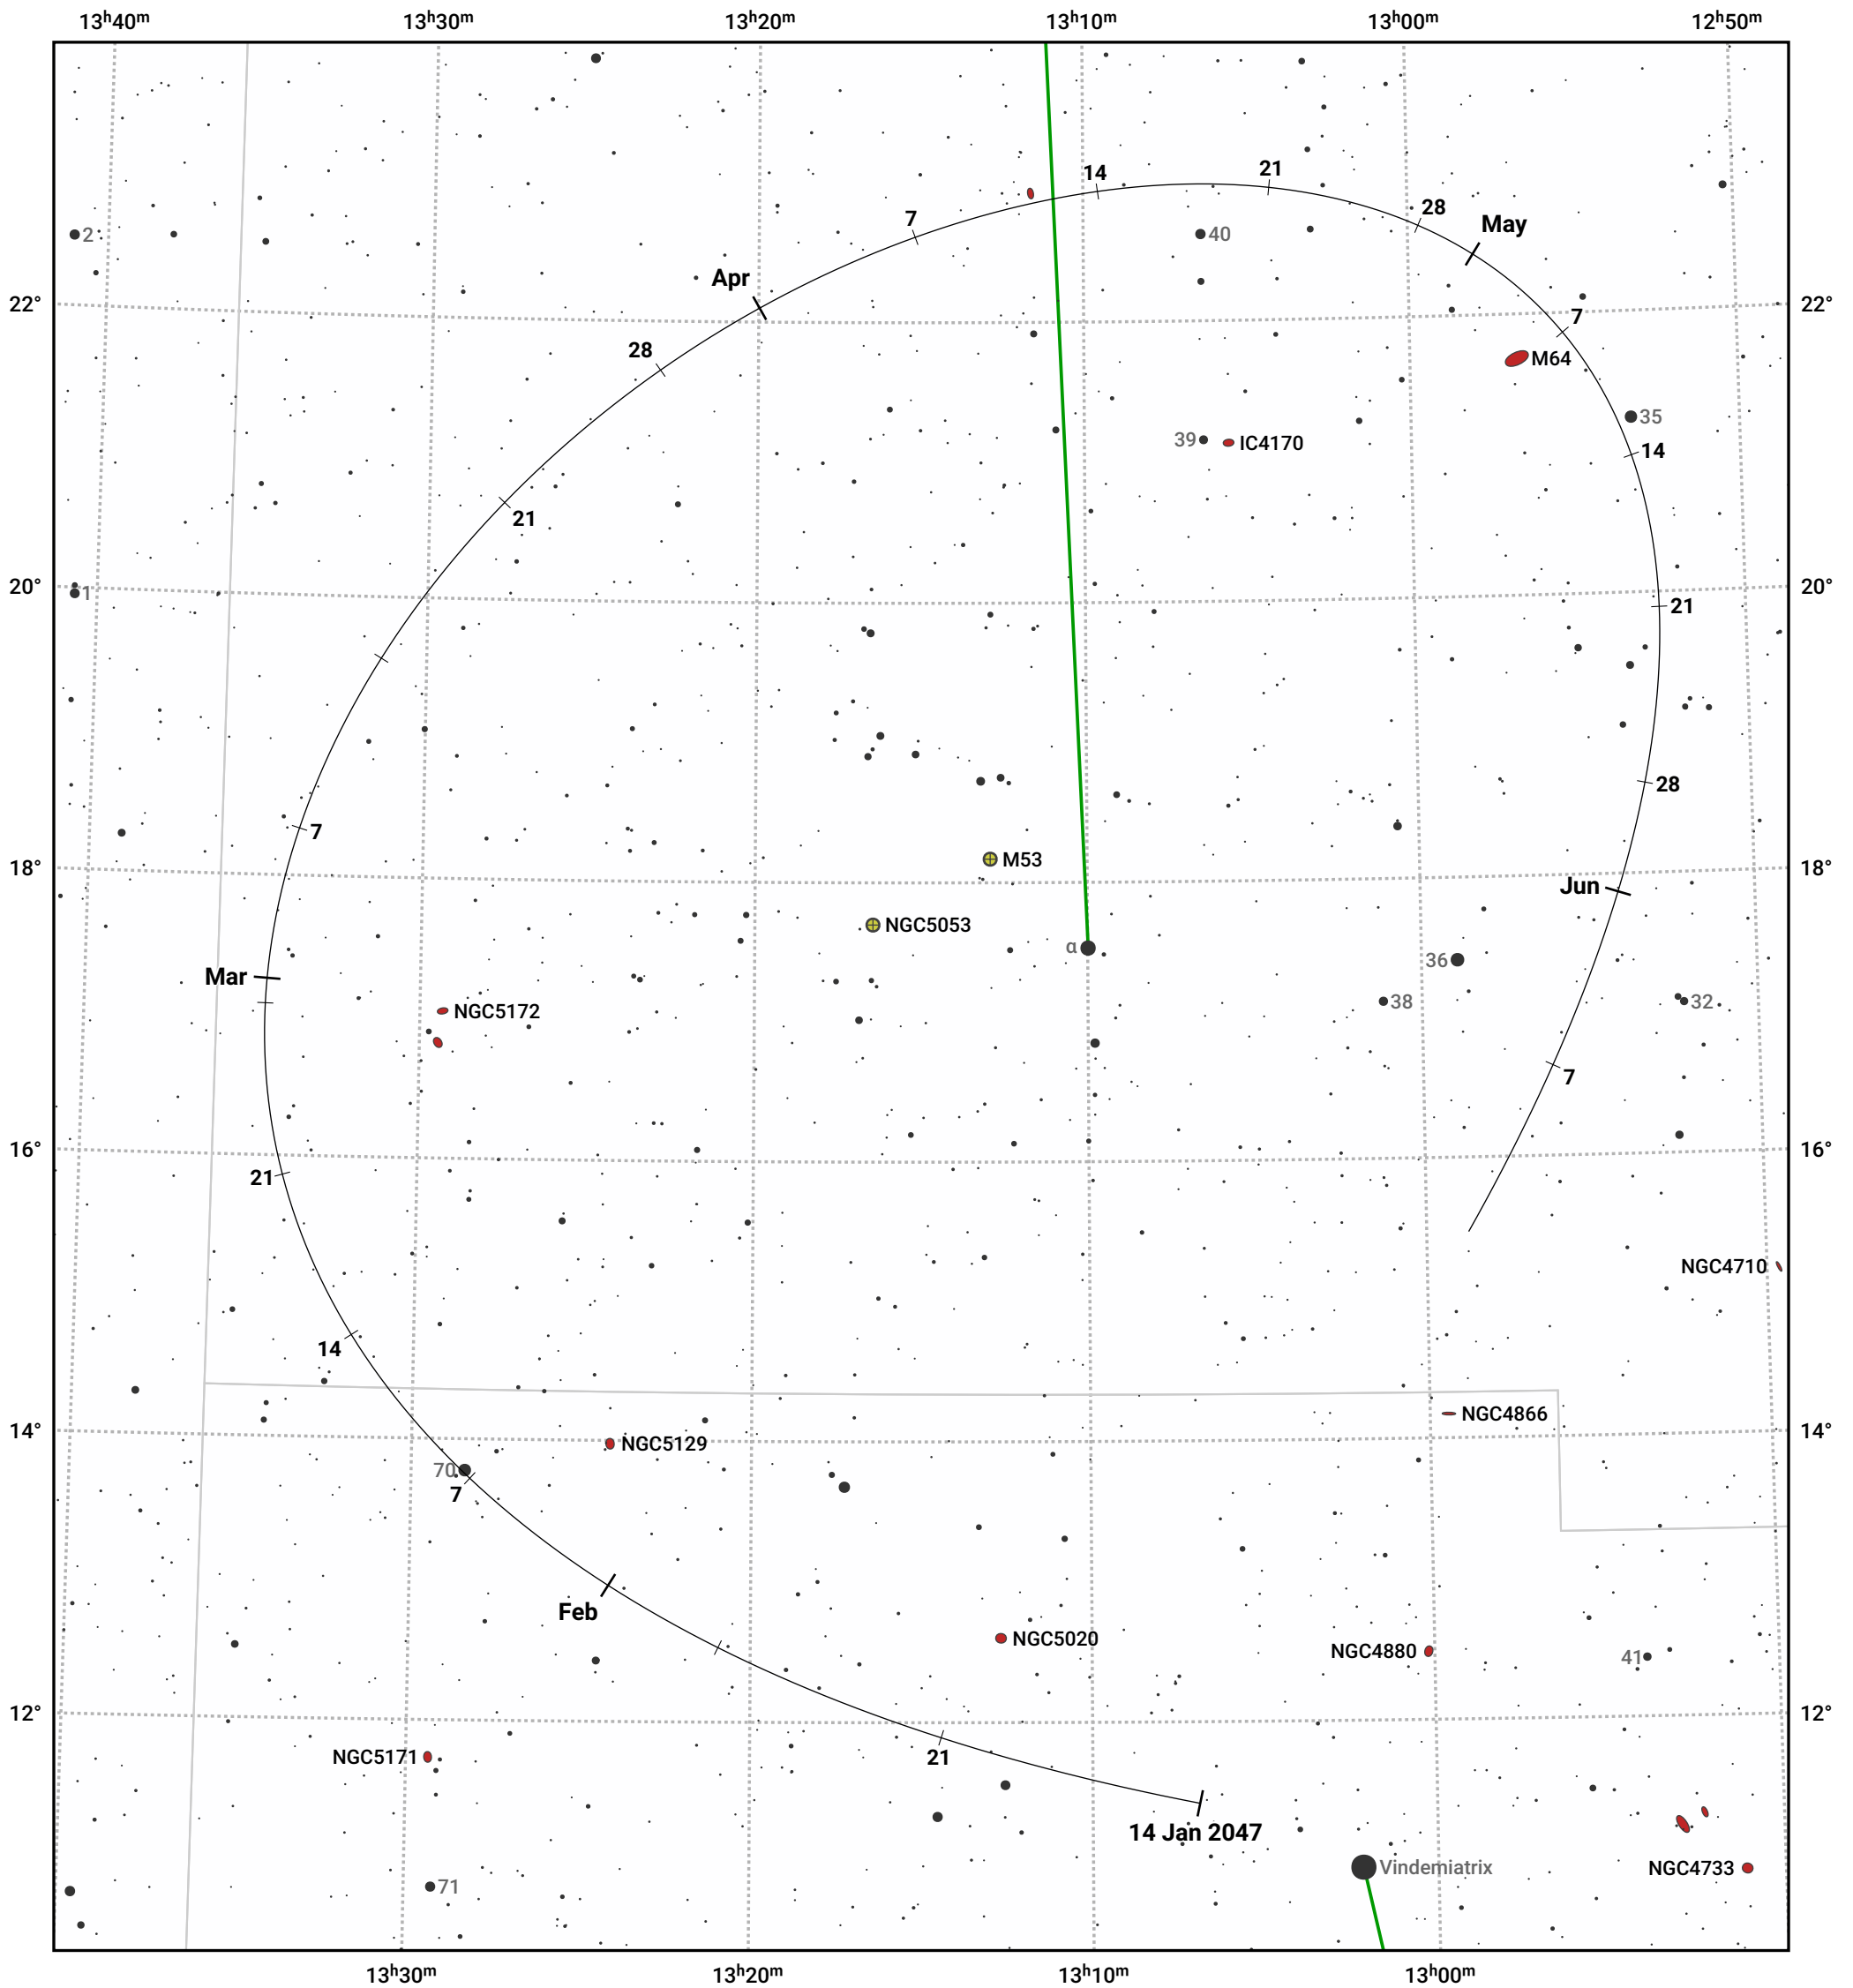 13ʰ40ᵐ 13ʰ30ᵐ 13ʰ20ᵐ 13ʰ10ᵐ 13ʰ00ᵐ 12ʰ50ᵐ
14
21
28
7
May
2
40
Apr
22°
22°
7
28
M64
35
39
IC4170
14
21
20°
1
20°
21
28
7
M53
18°
18°
Jun
NGC5053
α
36
Mar
38
32
NGC5172
7
16°
16°
21
NGC4710
14
NGC4866
14°
NGC5129
14°
70
7
Feb
NGC5020
NGC4880
41
12°
12°
NGC5171
21
14 Jan 2047
Vindemiatrix
NGC4733
71
13ʰ30ᵐ 13ʰ20ᵐ 13ʰ10ᵐ 13ʰ00ᵐ